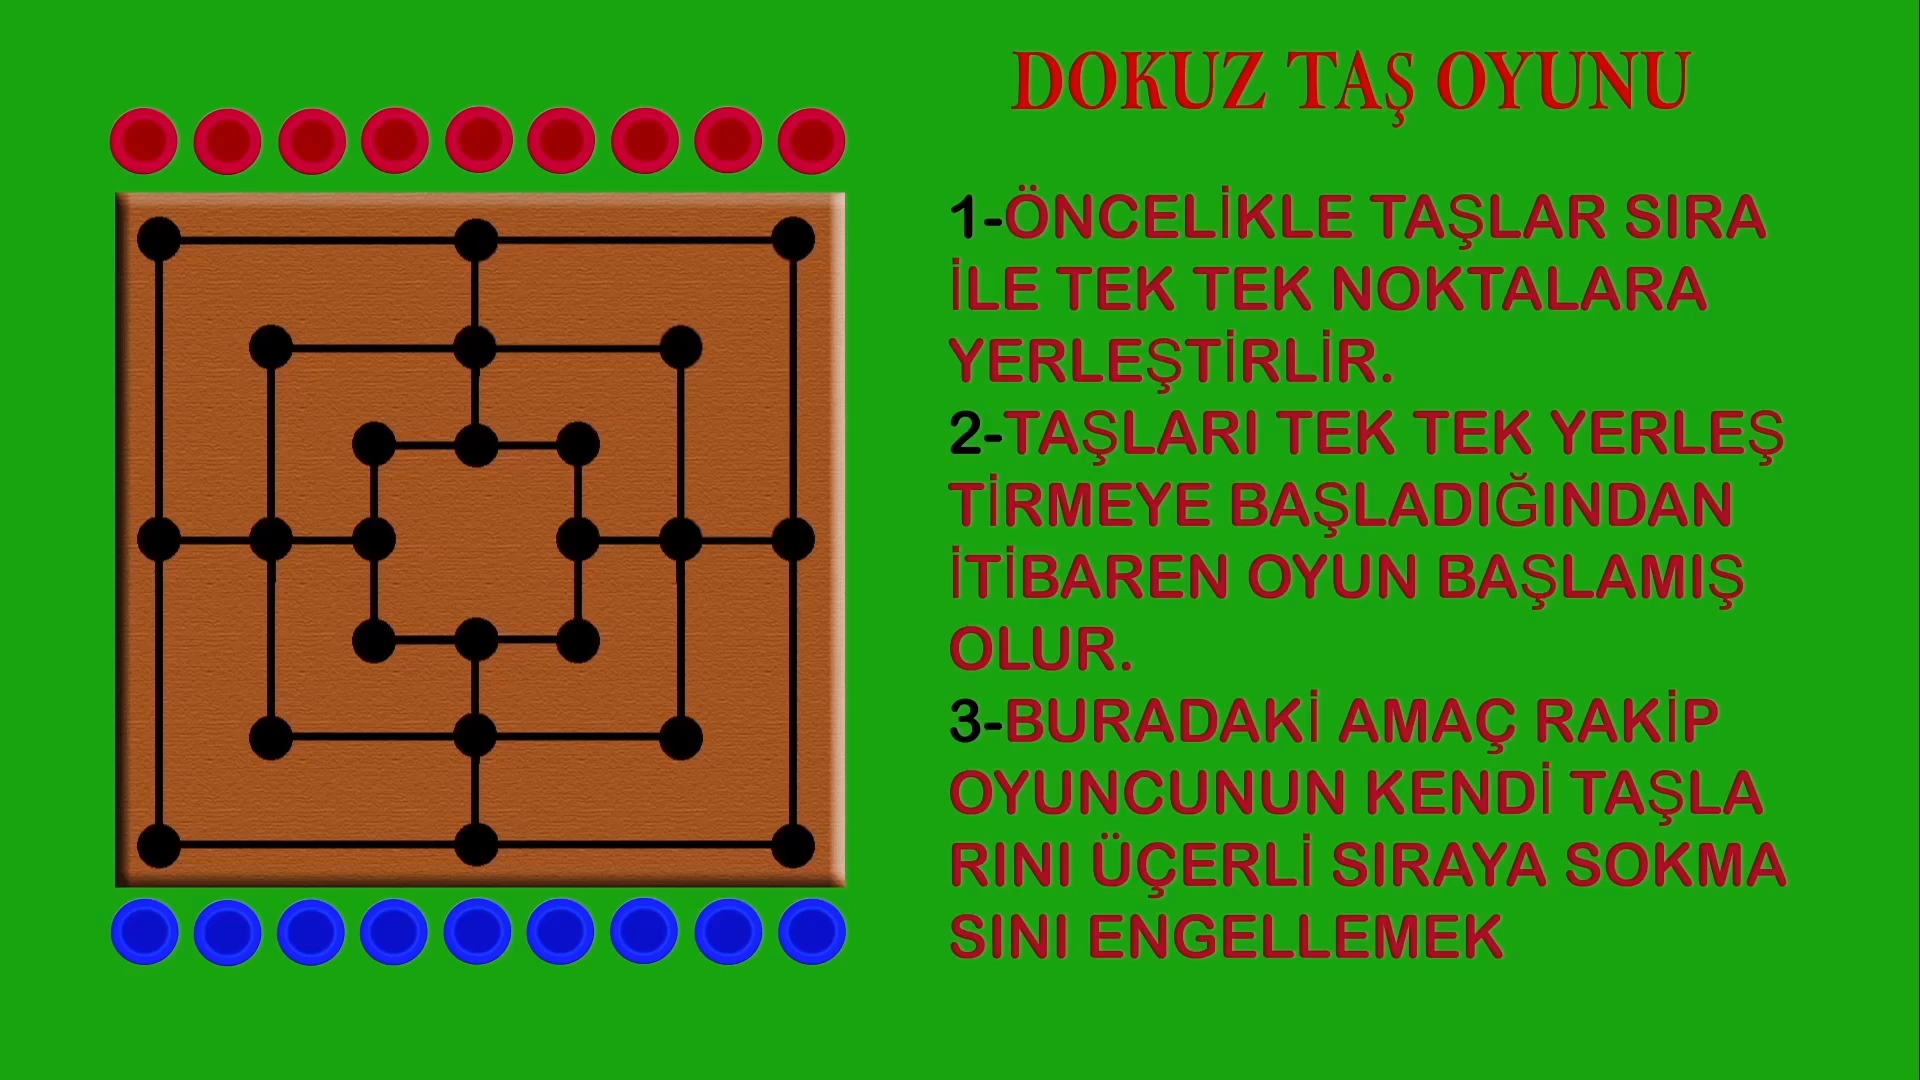 DOKUZ TAŞ OYUNU
1-ÖNCELİKLE TAŞLAR SIRA
İLE TEK TEK NOKTALARA
YERLEŞTİRLİR.
2-TAŞLARI TEK TEK YERLEŞ
TİRMEYE BAŞLADIĞINDAN
İTİBAREN OYUN BAŞLAMIŞ
OLUR.
3-BURADAKİ AMAÇ RAKİP
OYUNCUNUN KENDİ TAŞLA
RINI ÜÇERLİ SIRAYA SOKMA
SINI ENGELLEMEK